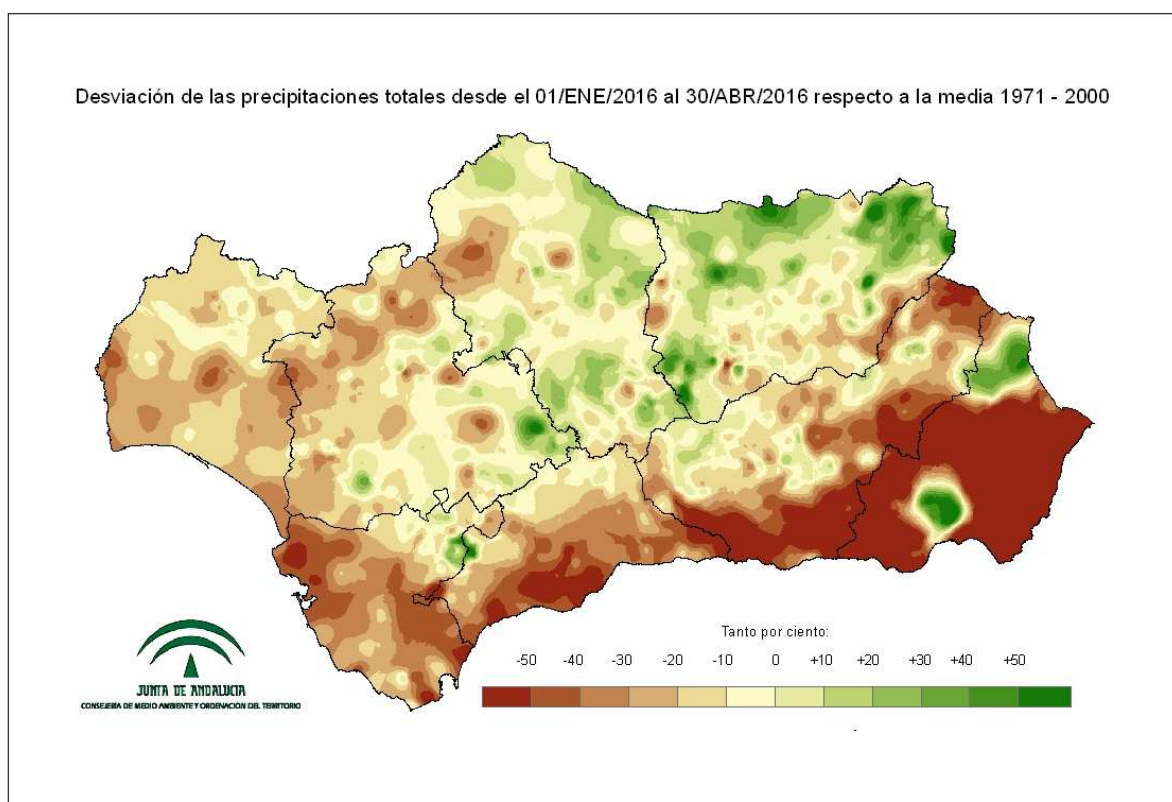 Desviación de las precipitaciones totales desde el 01/ENE/2016 al 30/ABR/2016 respecto a la media 1971 - 2000
Tanto por ciento:
-50 -40 -30 -20 -10 0 +10 +20 +30 +40 +50
JUNTA DE ANDALUCIA
CONSEJERÍA DE MEDIO AMBIENTE Y ORDENACIÓN DEL TERRITORIO